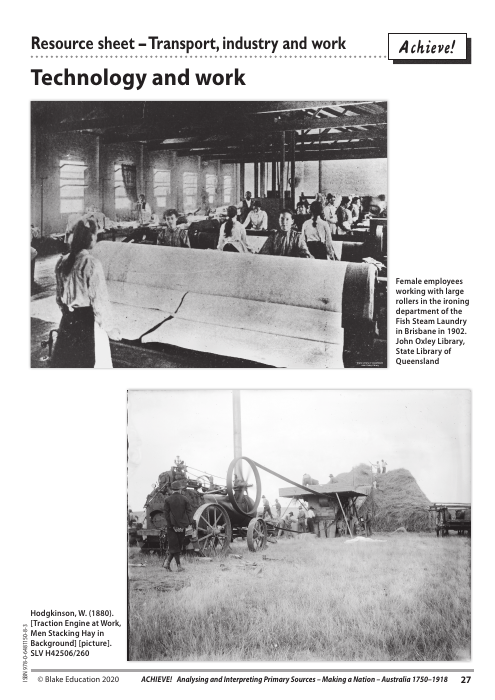 Resource sheet – Transport, industry and work
Achieve!
Technology and work
Female employees
working with large
rollers in the ironing
department of the
Fish Steam Laundry
in Brisbane in 1902.
John Oxley Library,
State Library of
Queensland
Hodgkinson, W. (1880).
[Traction Engine at Work,
Men Stacking Hay in
Background] [picture].
SLV H42506/260
© Blake Education 2020
ACHIEVE! Analysing and Interpreting Primary Sources – Making a Nation – Australia 1750–1918
27